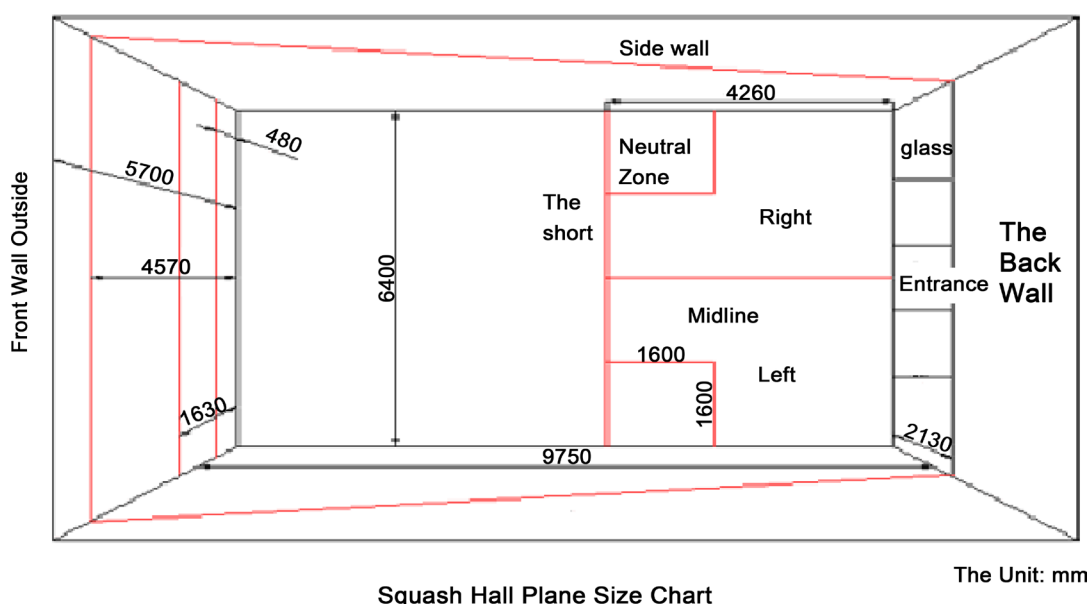 Side wall
4260
480
Neutral
Zone
glass
5700
The
short
Right
Front Wall Outside
The
Back
Wall
4570
6400
Entrance
Midline
1600
Left
1600
1630
2130
9750
The Unit: mm
Squash Hall Plane Size Chart